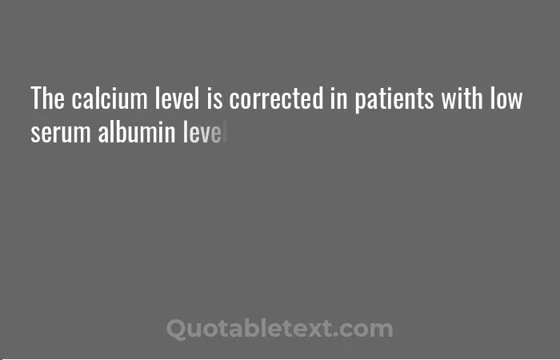 The calcium level is corrected in patients with low
serum albumin level
Quotabletext.com